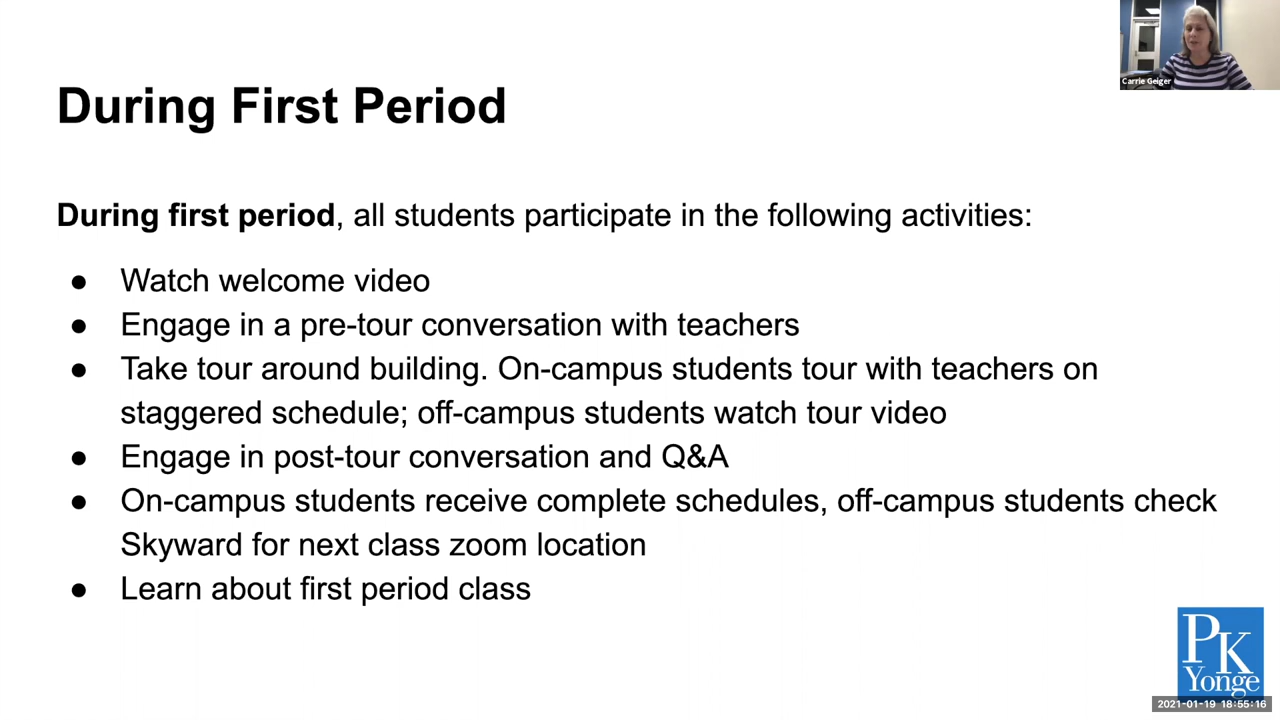 Carrie Geiger
During First Period
During first period, all students participate in the following activities:
● Watch welcome video
● Engage in a pre-tour conversation with teachers
● Take tour around building. On-campus students tour with teachers on
staggered schedule; off-campus students watch tour video
● Engage in post-tour conversation and Q&A
● On-campus students receive complete schedules, off-campus students check
Skyward for next class zoom location
● Learn about first period class
PK
Yonge
2021-01-19 18:55:16